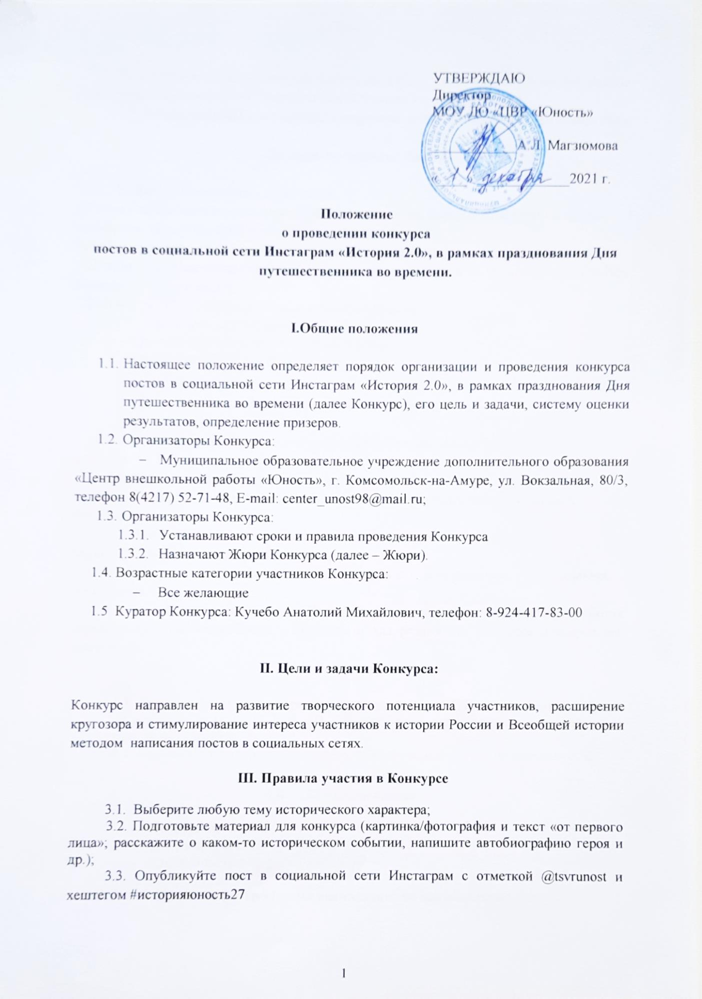 УТВЕРЖДАЮ
Директор
МОУ ДО «ЦВР «Юность»
А.Л. Магзюмова
« 1 » декабря 2021 г.
Положение
о проведении конкурса
постов в социальной сети Инстаграм «История 2.0», в рамках празднования Дня
путешественника во времени.
I.Общие положения
1.1. Настоящее положение определяет порядок организации и проведения конкурса
постов в социальной сети Инстаграм «История 2.0», в рамках празднования Дня
путешественника во времени (далее Конкурс), его цель и задачи, систему оценки
результатов, определение призеров.
1.2. Организаторы Конкурса:
– Муниципальное образовательное учреждение дополнительного образования
«Центр внешкольной работы «Юность», г. Комсомольск-на-Амуре, ул. Вокзальная, 80/3,
телефон 8(4217) 52-71-48, E-mail: center_unost98@mail.ru;
1.3. Организаторы Конкурса:
1.3.1. Устанавливают сроки и правила проведения Конкурса
1.3.2. Назначают Жюри Конкурса (далее – Жюри).
1.4. Возрастные категории участников Конкурса:
– Все желающие
1.5 Куратор Конкурса: Кучебо Анатолий Михайлович, телефон: 8-924-417-83-00
II. Цели и задачи Конкурса:
Конкурс направлен на развитие творческого потенциала участников, расширение
кругозора и стимулирование интереса участников к истории России и Всеобщей истории
методом написания постов в социальных сетях.
III. Правила участия в Конкурсе
3.1. Выберите любую тему исторического характера;
3.2. Подготовьте материал для конкурса (картинка/фотография и текст «от первого
лица»; расскажите о каком-то историческом событии, напишите автобиографию героя и
др.);
3.3. Опубликуйте пост в социальной сети Инстаграм с отметкой @tsvrunost и
хештегом #историяюность27
1